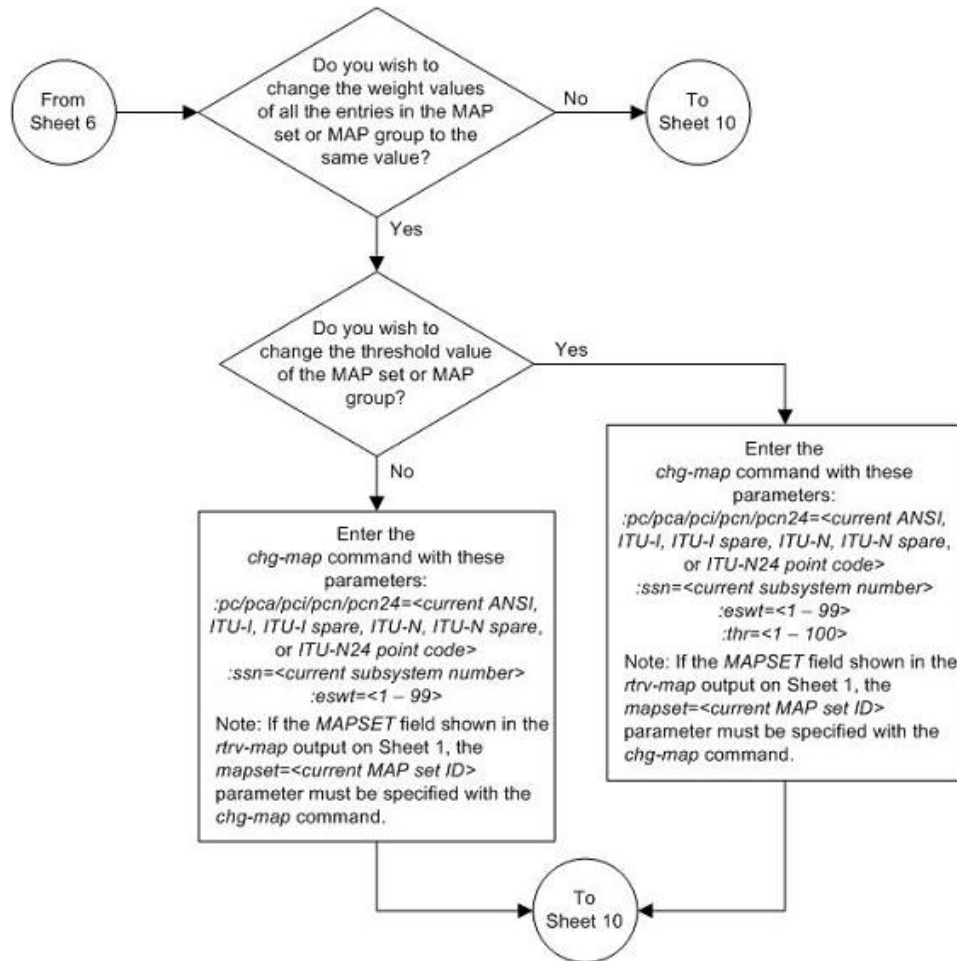 From
Sheet 6
Do you wish to
change the weight values
of all the entries in the MAP
set or MAP group to the
same value?
No
To
Sheet 10
Yes
Do you wish to
change the threshold value
of the MAP set or MAP
group?
Yes
No
Enter the
chg-map command with these
parameters:
:pc/pca/pci/pcn/pcn24=<current ANSI,
ITU-I, ITU-I spare, ITU-N, ITU-N spare,
or ITU-N24 point code>
:ssn=<current subsystem number>
:eswt=<1 – 99>
Note: If the MAPSET field shown in the
rtrv-map output on Sheet 1, the
mapset=<current MAP set ID>
parameter must be specified with the
chg-map command.
Enter the
chg-map command with these
parameters:
:pc/pca/pci/pcn/pcn24=<current ANSI,
ITU-I, ITU-I spare, ITU-N, ITU-N spare,
or ITU-N24 point code>
:ssn=<current subsystem number>
:eswt=<1 – 99>
:thr=<1 – 100>
Note: If the MAPSET field shown in the
rtrv-map output on Sheet 1, the
mapset=<current MAP set ID>
parameter must be specified with the
chg-map command.
To
Sheet 10